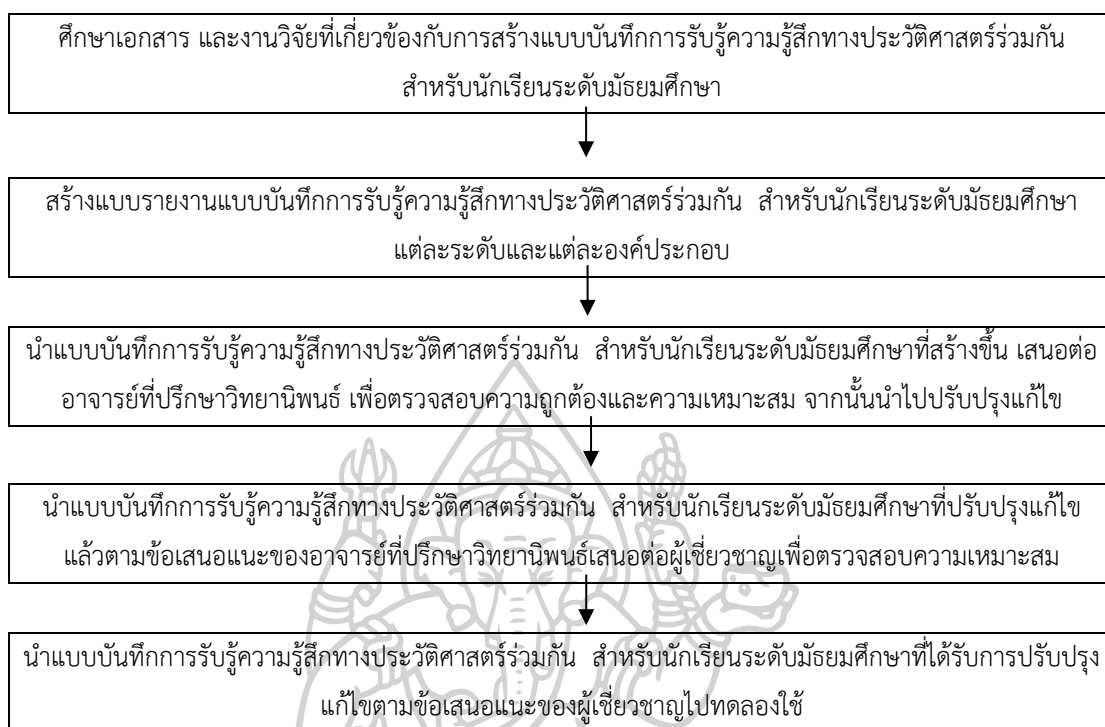 ศึกษาเอกสาร และงานวิจัยที่เกี่ยวข้องกับการสร้างแบบบันทึกการรับรู้ความรู้สึกทางประวัติศาสตร์ร่วมกัน
สำหรับนักเรียนระดับมัธยมศึกษา
สร้างแบบรายงานแบบบันทึกการรับรู้ความรู้สึกทางประวัติศาสตร์ร่วมกัน สำหรับนักเรียนระดับมัธยมศึกษา
แต่ละระดับและแต่ละองค์ประกอบ
นำแบบบันทึกการรับรู้ความรู้สึกทางประวัติศาสตร์ร่วมกัน สำหรับนักเรียนระดับมัธยมศึกษาที่สร้างขึ้น เสนอต่อ
อาจารย์ที่ปรึกษาวิทยานิพนธ์ เพื่อตรวจสอบความถูกต้องและความเหมาะสม จากนั้นนำไปปรับปรุงแก้ไข
นำแบบบันทึกการรับรู้ความรู้สึกทางประวัติศาสตร์ร่วมกัน สำหรับนักเรียนระดับมัธยมศึกษาที่ปรับปรุงแก้ไข
แล้วตามข้อเสนอแนะของอาจารย์ที่ปรึกษาวิทยานิพนธ์เสนอต่อผู้เชี่ยวชาญเพื่อตรวจสอบความเหมาะสม
นำแบบบันทึกการรับรู้ความรู้สึกทางประวัติศาสตร์ร่วมกัน สำหรับนักเรียนระดับมัธยมศึกษาที่ได้รับการปรับปรุง
แก้ไขตามข้อเสนอแนะของผู้เชี่ยวชาญไปทดลองใช้